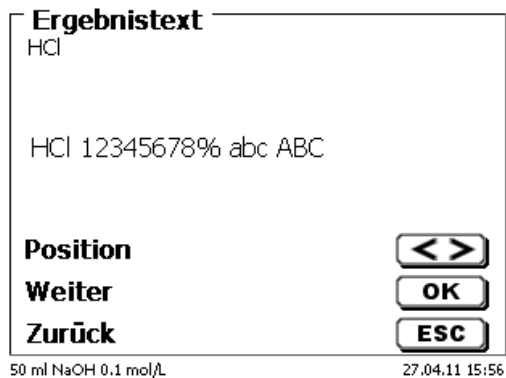 Ergebnistext
HCl
HCl 12345678% abc ABC
Position < >
Weiter OK
Zurück ESC
50 ml NaOH 0.1 mol/L 27.04.11 15:56